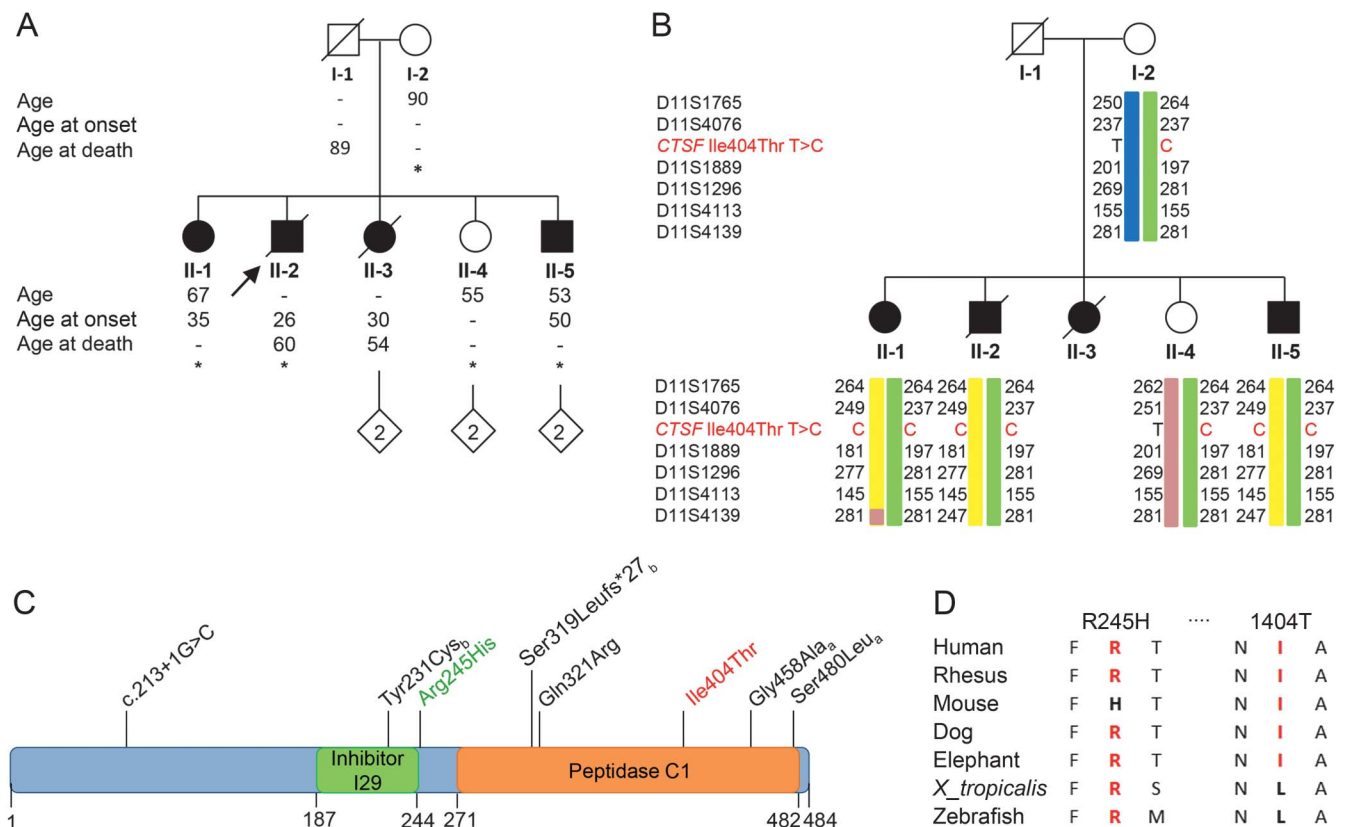 A
I-1 I-2
Age - 90
Age at onset - -
Age at death 89 -
*
II-1 II-2 II-3 II-4 II-5
Age 67 - - 55 53
Age at onset 35 26 30 - 50
Age at death - 60 54 - -
* * * *
2 2 2
B
I-1 I-2
D11S1765 250 264
D11S4076 237 237
CTSF Ile404Thr T>C T C
D11S1889 201 197
D11S1296 269 281
D11S4113 155 155
D11S4139 281 281
II-1 II-2 II-3 II-4 II-5
D11S1765 264 264 264 264 262 264 264 264
D11S4076 249 237 249 237 251 237 249 237
CTSF Ile404Thr T>C C C C C T C C C
D11S1889 181 197 181 197 201 197 181 197
D11S1296 277 281 277 281 269 281 277 281
D11S4113 145 155 145 155 155 155 145 155
D11S4139 281 281 247 281 281 281 247 281
C
c.213+1G>C
Tyr231Cysb
Arg245His
Ser319Leufs*27b
Gln321Arg
Ile404Thr
Gly458Alaa
Ser480Leua
Inhibitor
I29
Peptidase C1
1 187 244 271 482 484
D
R245H .... 1404T
Human F R T N I A
Rhesus F R T N I A
Mouse F H T N I A
Dog F R T N I A
Elephant F R T N I A
X_tropicalis F R S N L A
Zebrafish F R M N L A